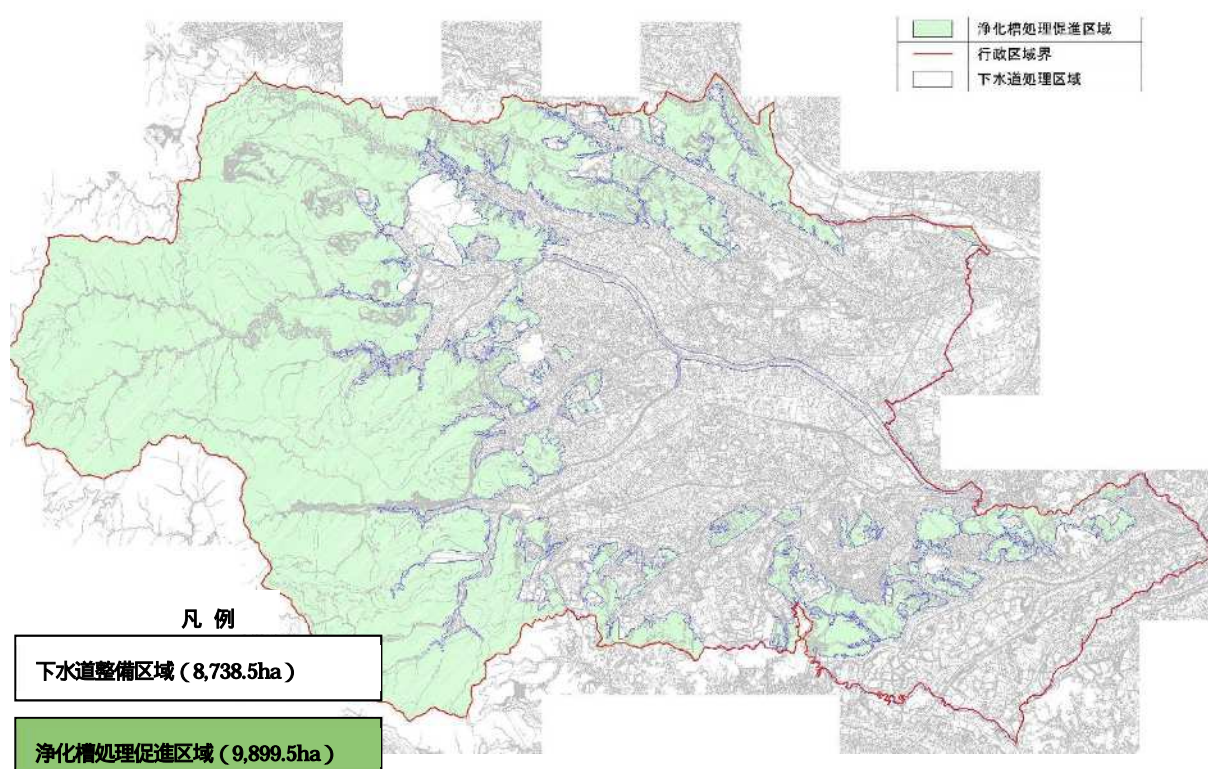 浄化槽処理促進区域
行政区域界
下水道処理区域
凡 例
下水道整備区域（8,738.5ha）
浄化槽処理促進区域（9,899.5ha）